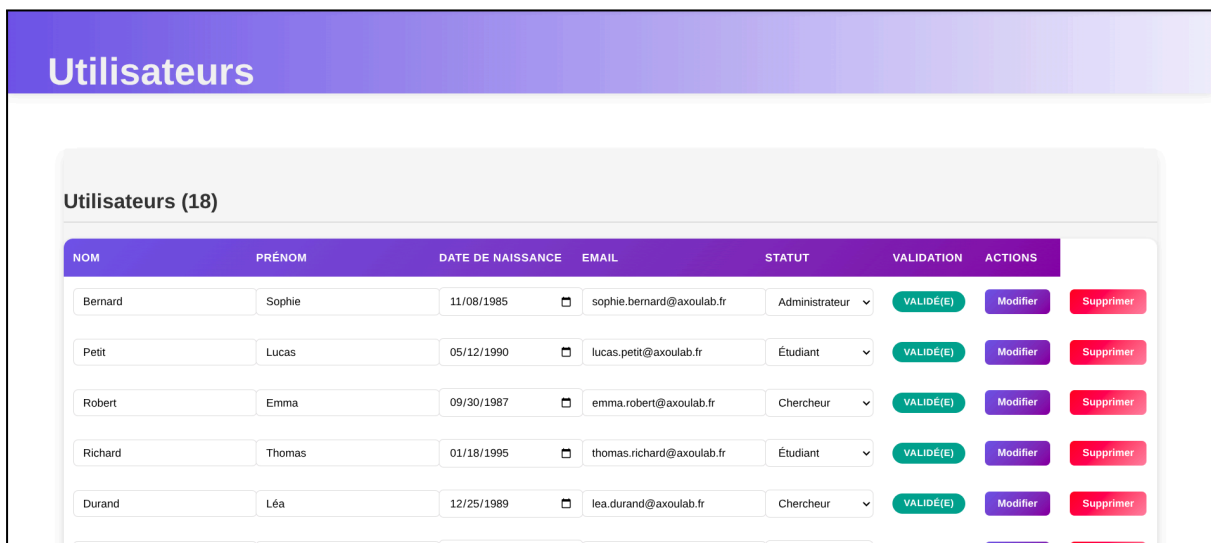 Utilisateurs
Utilisateurs (18)
NOM PRÉNOM DATE DE NAISSANCE EMAIL STATUT VALIDATION ACTIONS
Bernard Sophie 11/08/1985 sophie.bernard@axoulab.fr Administrateur VALIDÉ(E) Modifier Supprimer
Petit Lucas 05/12/1990 lucas.petit@axoulab.fr Étudiant VALIDÉ(E) Modifier Supprimer
Robert Emma 09/30/1987 emma.robert@axoulab.fr Chercheur VALIDÉ(E) Modifier Supprimer
Richard Thomas 01/18/1995 thomas.richard@axoulab.fr Étudiant VALIDÉ(E) Modifier Supprimer
Durand Léa 12/25/1989 lea.durand@axoulab.fr Chercheur VALIDÉ(E) Modifier Supprimer